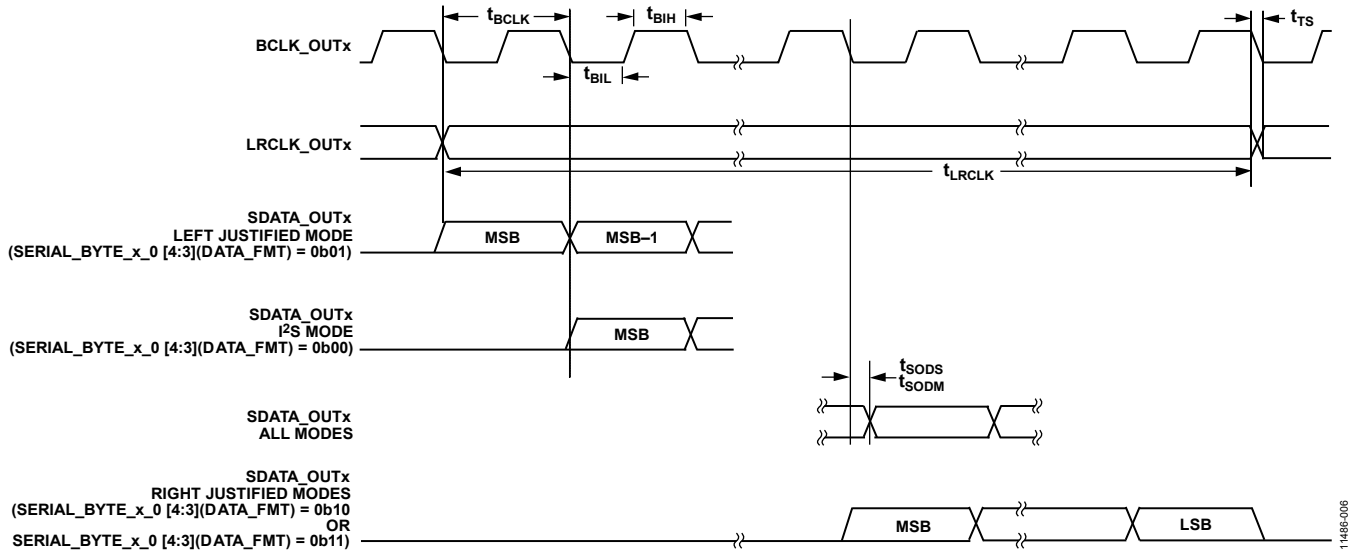 tBCLK
tBIH
tTS
BCLK_OUTx
tBIL
LRCLK_OUTx
tLRCLK
SDATA_OUTx
LEFT JUSTIFIED MODE
(SERIAL_BYTE_x_0 [4:3](DATA_FMT) = 0b01)
MSB
MSB–1
SDATA_OUTx
I2S MODE
(SERIAL_BYTE_x_0 [4:3](DATA_FMT) = 0b00)
MSB
tSODS
tSODM
SDATA_OUTx
ALL MODES
SDATA_OUTx
RIGHT JUSTIFIED MODES
(SERIAL_BYTE_x_0 [4:3](DATA_FMT) = 0b10
OR
SERIAL_BYTE_x_0 [4:3](DATA_FMT) = 0b11)
MSB
LSB
11486-006